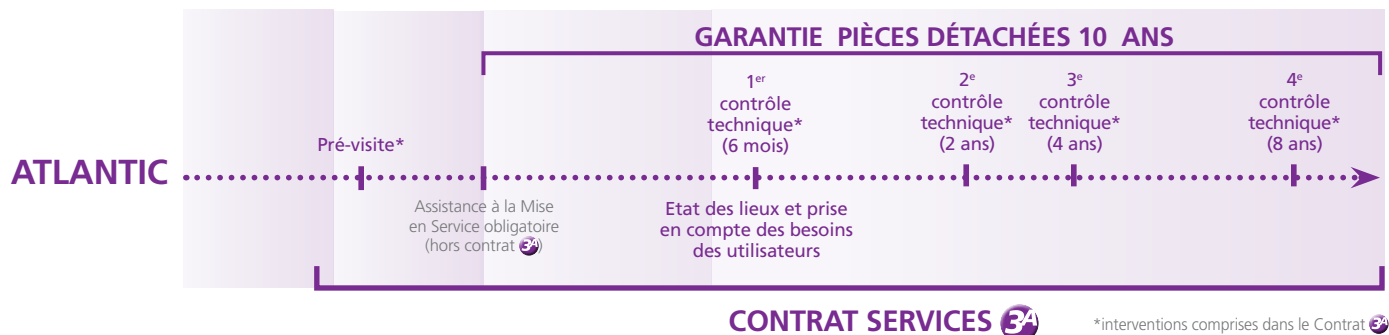 GARANTIE PIÈCES DÉTACHÉES 10 ANS
1er
contrôle
technique*
(6 mois)
2e
contrôle
technique*
(2 ans)
3e
contrôle
technique*
(4 ans)
4e
contrôle
technique*
(8 ans)
Pré-visite*
ATLANTIC
Assistance à la Mise
en Service obligatoire
(hors contrat 3A)
Etat des lieux et prise
en compte des besoins
des utilisateurs
CONTRAT SERVICES 3A
*interventions comprises dans le Contrat 3A